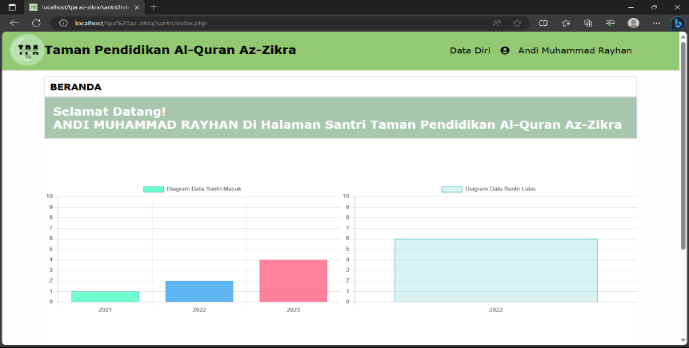 localhost/tpa az-zikra/santri/inde
localhost/tpa%20az-zikra/santri/index.php
TPA
Taman Pendidikan Al-Quran Az-Zikra
Data Diri
Andi Muhammad Rayhan
BERANDA
Selamat Datang!
ANDI MUHAMMAD RAYHAN Di Halaman Santri Taman Pendidikan Al-Quran Az-Zikra
Diagram Data Santri Masuk
10
9
8
7
6
5
4
3
2
1
0
2021
2022
2023
Diagram Data Santri Lulus
10
9
8
7
6
5
4
3
2
1
0
2022